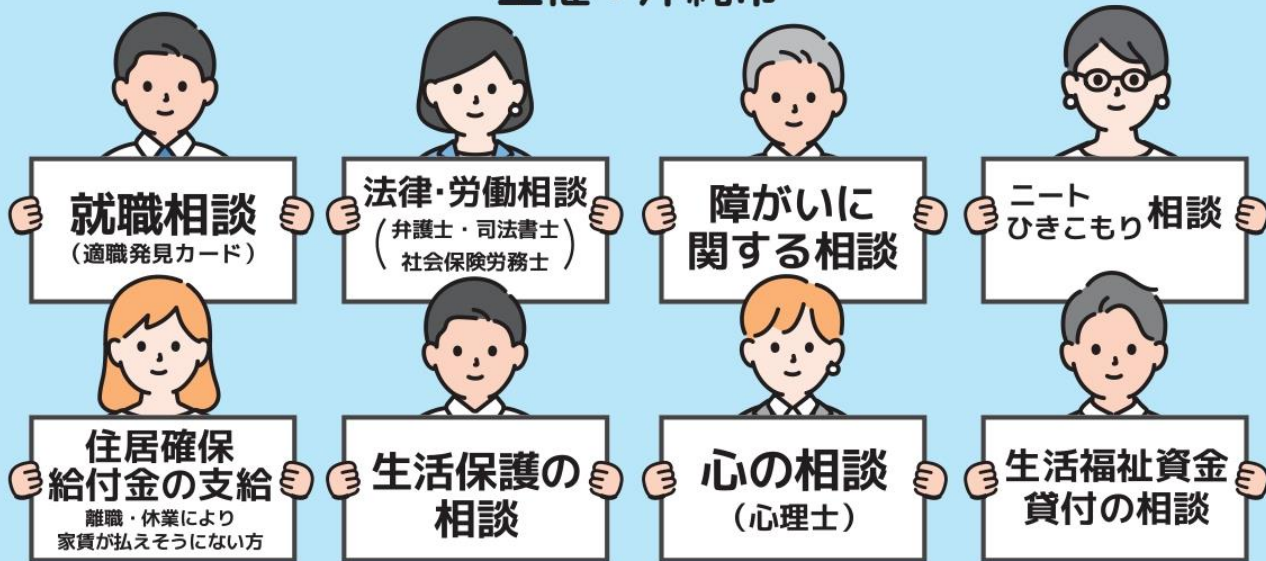 就職相談
（適職発見カード）
法律・労働相談
（弁護士・司法書士
社会保険労務士）
障がいに
関する相談
ニート
ひきこもり 相談
住居確保
給付金の支給
離職・休業により
家賃が払えそうにない方
生活保護の
相談
心の相談
（心理士）
生活福祉資金
貸付の相談